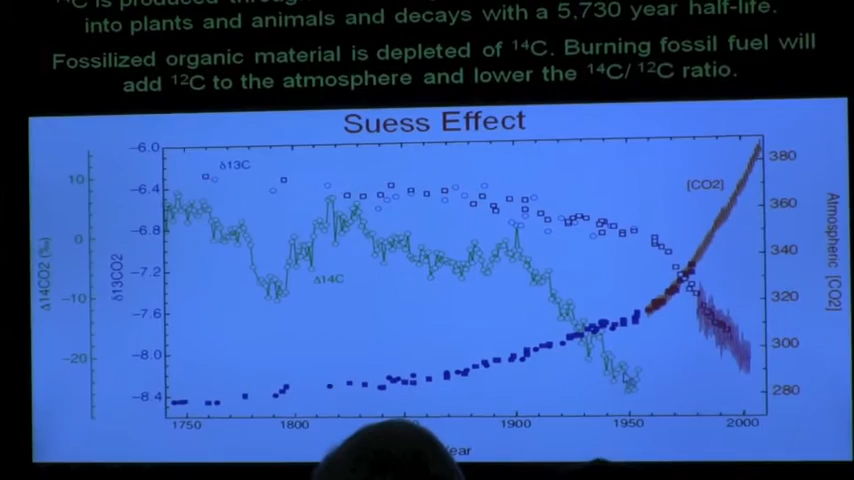 ¹⁴C is produced through
into plants and animals and decays with a 5,730 year half-life.
Fossilized organic material is depleted of ¹⁴C. Burning fossil fuel will
add ¹²C to the atmosphere and lower the ¹⁴C/ ¹²C ratio.
Suess Effect
-6.0
-6.4
-6.8
-7.2
-7.6
-8.0
-8.4
10
0
-10
-20
Δ14CO2 (‰)
δ13CO2
δ13C
Δ14C
[CO2]
380
360
340
320
300
280
Atmospheric [CO2]
1750
1800
1900
1950
2000
Year